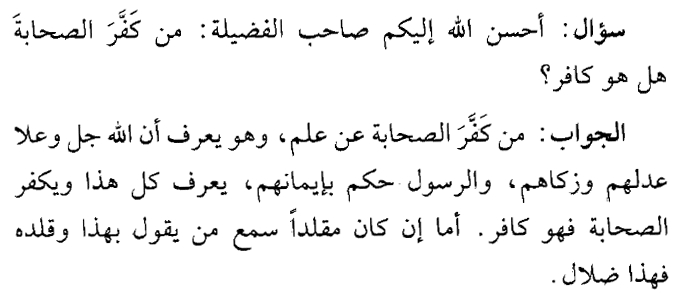 سؤال: أحسن الله إليكم صاحب الفضيلة: من كَفَّرَ الصحابةَ
هل هو كافر؟
الجواب: من كَفَّرَ الصحابة عن علم، وهو يعرف أن الله جل وعلا
عدلهم وزكاهم، والرسول حكم بإيمانهم، يعرف كل هذا ويكفر
الصحابة فهو كافر. أما إن كان مقلداً سمع من يقول بهذا وقلده
فهذا ضلال.